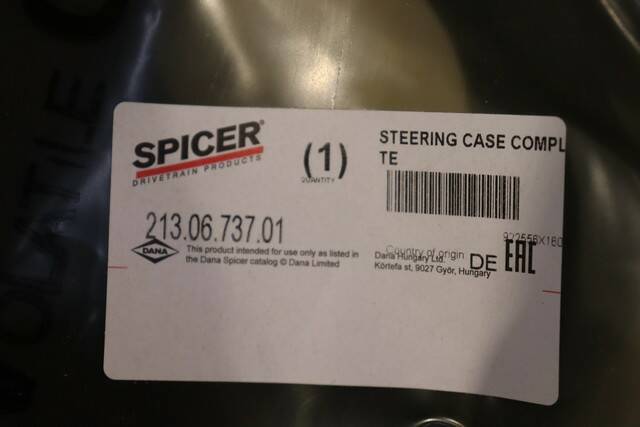 SPICER®
DRIVETRAIN PRODUCTS
(1)
QUANTITY
STEERING CASE COMPL
TE
213.06.737.01
DANA
This product intended for use only as listed in
the Dana Spicer catalog © Dana Limited
922556X160
Country of origin
Dana Hungary Ltd.
Körtefa st, 9027 Győr, Hungary
DE
EAC